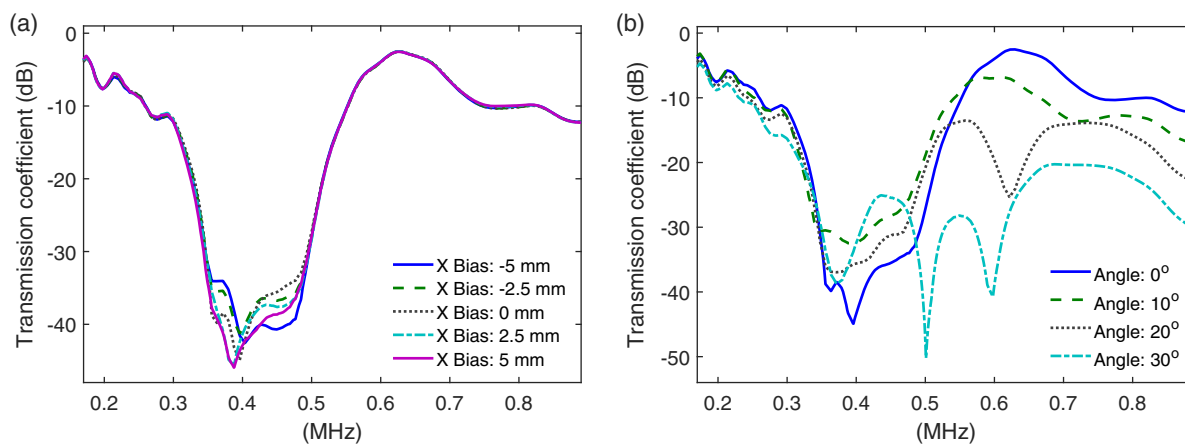 (a)
Transmission coefficient (dB)
0
-10
-20
-30
-40
0.2 0.3 0.4 0.5 0.6 0.7 0.8
(MHz)
X Bias: -5 mm
X Bias: -2.5 mm
X Bias: 0 mm
X Bias: 2.5 mm
X Bias: 5 mm
(b)
Transmission coefficient (dB)
0
-10
-20
-30
-40
-50
0.2 0.3 0.4 0.5 0.6 0.7 0.8
(MHz)
Angle: 0°
Angle: 10°
Angle: 20°
Angle: 30°